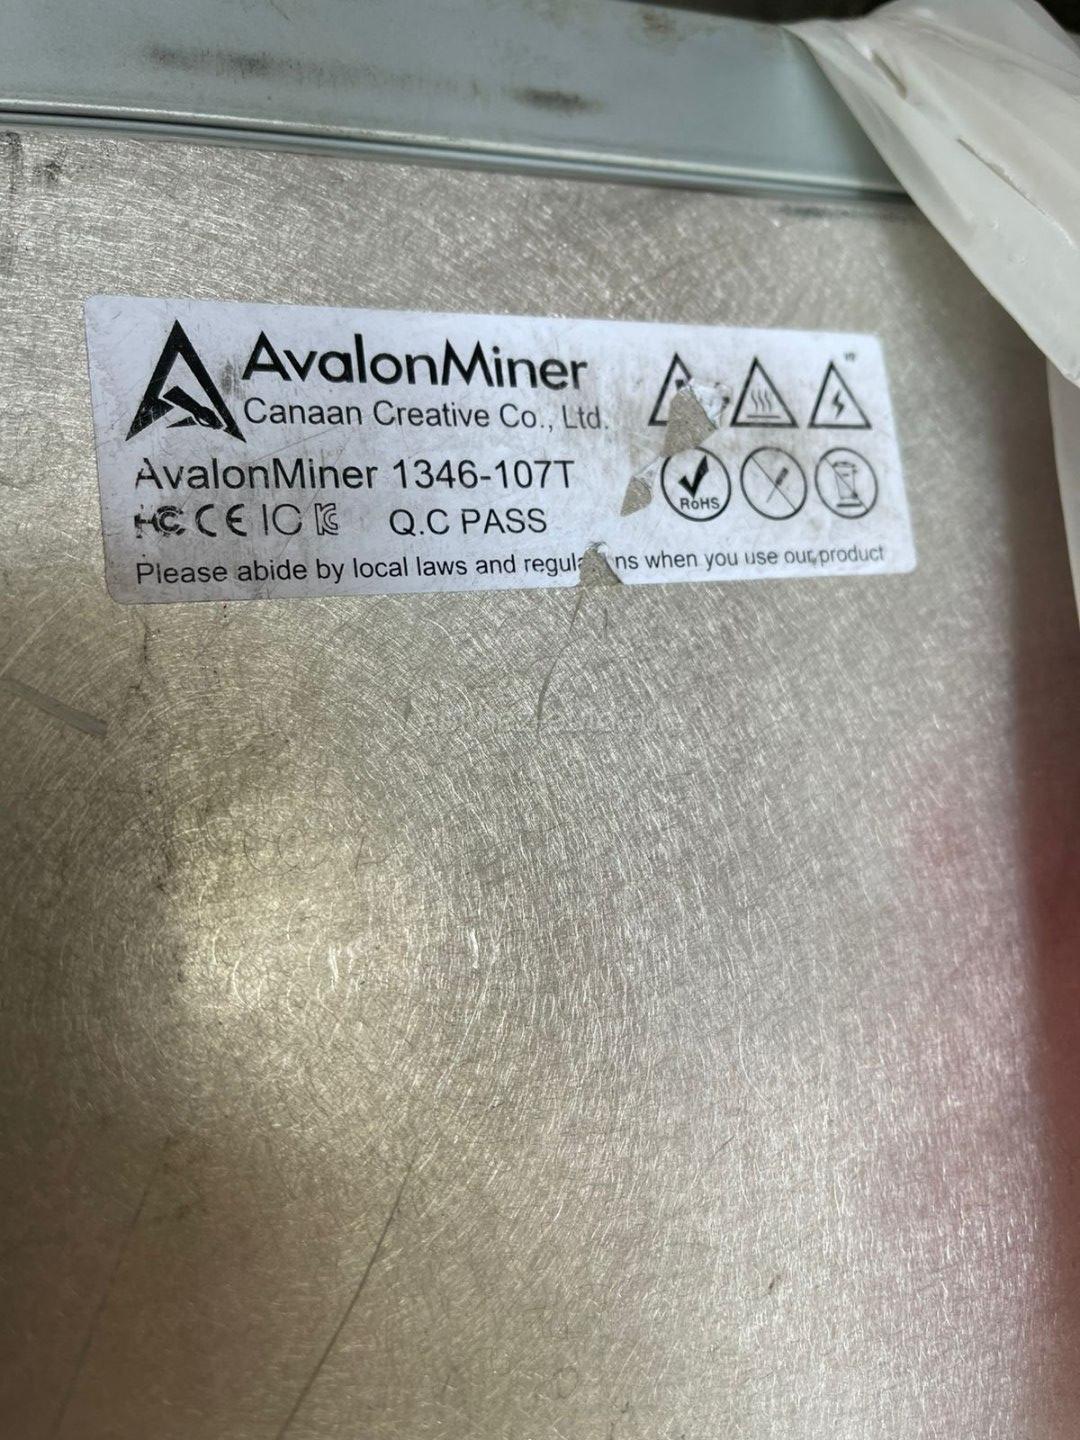 AvalonMiner
Canaan Creative Co., Ltd.
AvalonMiner 1346-107T
FC CE IC Q.C PASS
RoHS
Please abide by local laws and when you use our product